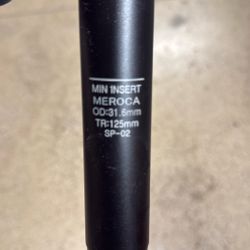 MIN INSERT
MEROCA
OD:31.6mm
TR:125mm
SP-02